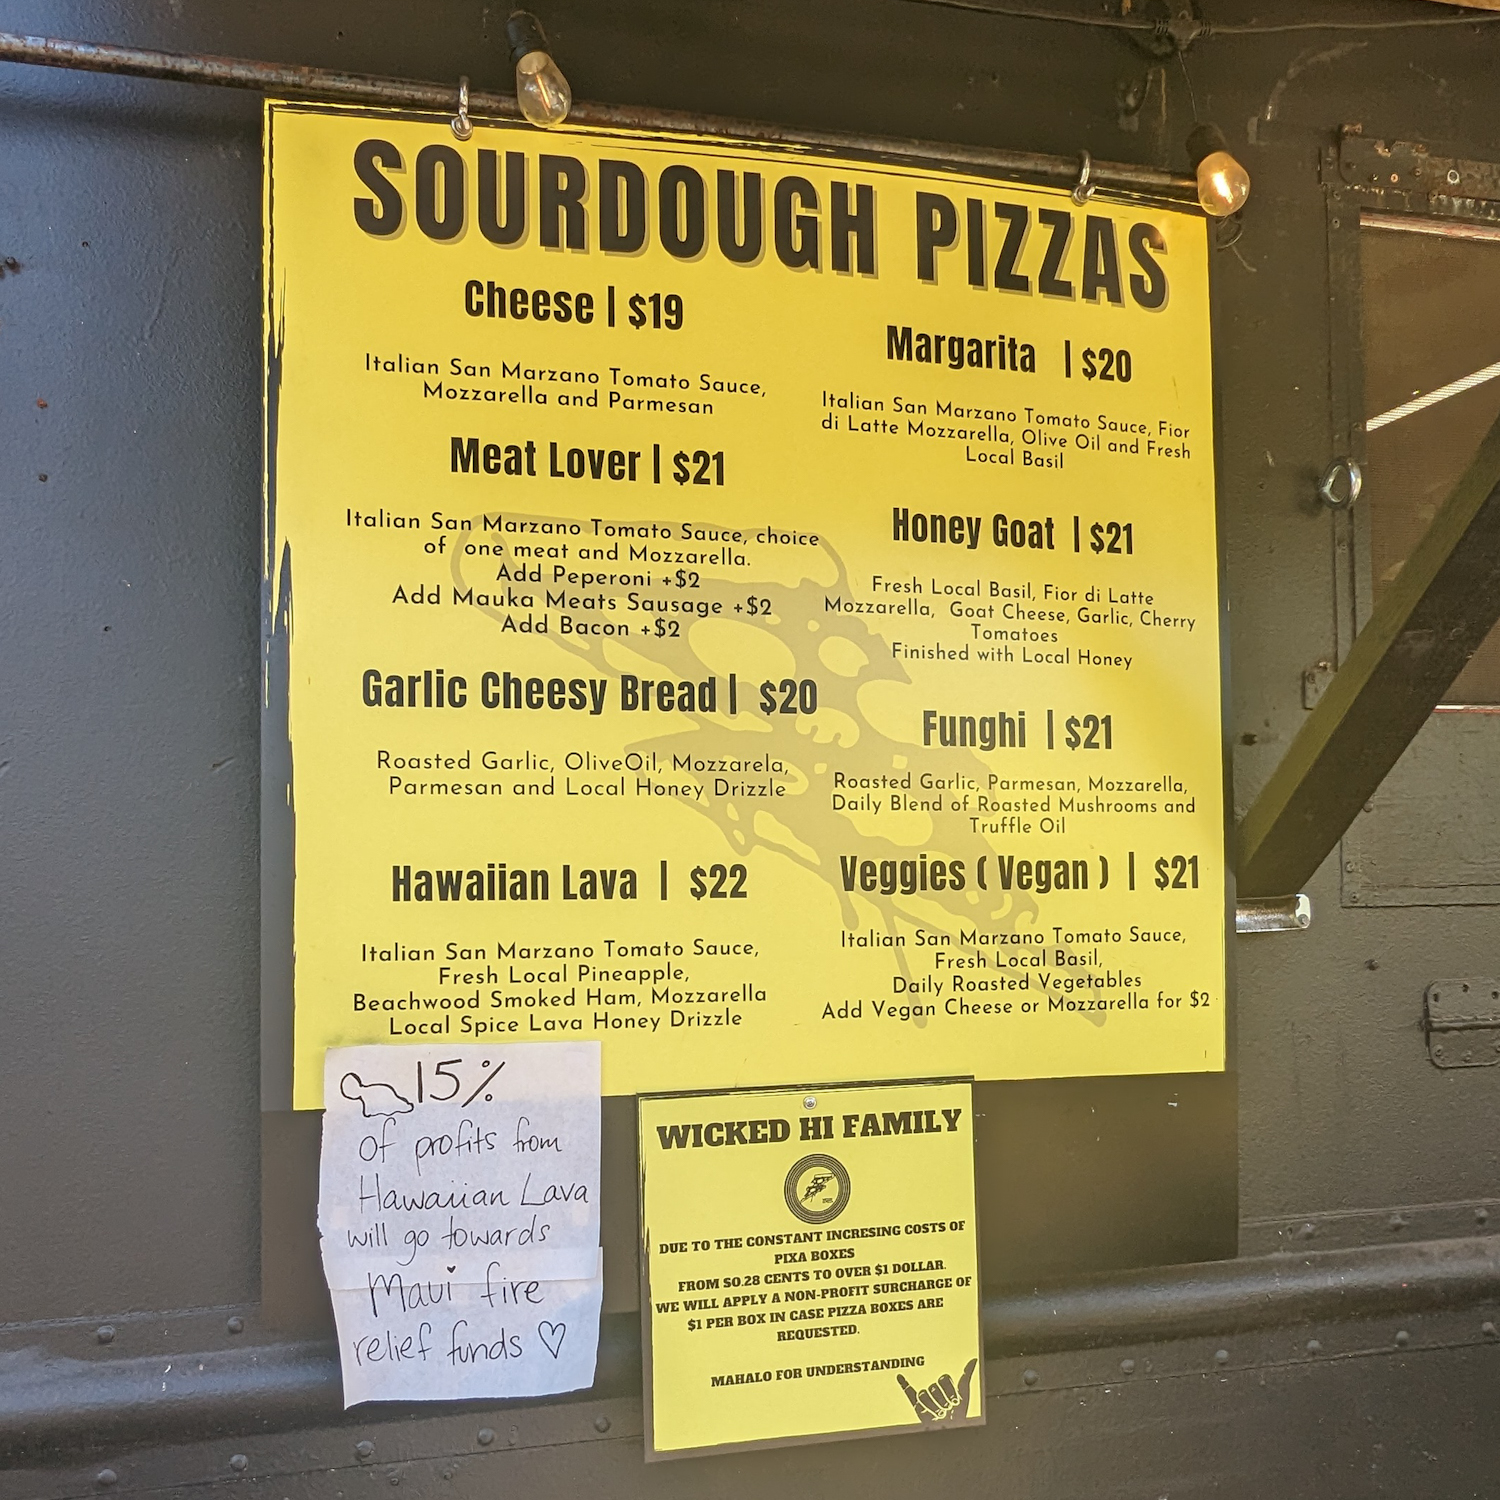 SOURDOUGH PIZZAS
Cheese | $19
Italian San Marzano Tomato Sauce,
Mozzarella and Parmesan
Meat Lover | $21
Italian San Marzano Tomato Sauce, choice
of one meat and Mozzarella.
Add Peperoni +$2
Add Mauka Meats Sausage +$2
Add Bacon +$2
Garlic Cheesy Bread | $20
Roasted Garlic, OliveOil, Mozzarela,
Parmesan and Local Honey Drizzle
Hawaiian Lava | $22
Italian San Marzano Tomato Sauce,
Fresh Local Pineapple,
Beachwood Smoked Ham, Mozzarella
Local Spice Lava Honey Drizzle
Margarita | $20
Italian San Marzano Tomato Sauce, Fior
di Latte Mozzarella, Olive Oil and Fresh
Local Basil
Honey Goat | $21
Fresh Local Basil, Fior di Latte
Mozzarella, Goat Cheese, Garlic, Cherry
Tomatoes
Finished with Local Honey
Funghi | $21
Roasted Garlic, Parmesan, Mozzarella,
Daily Blend of Roasted Mushrooms and
Truffle Oil
Veggies ( Vegan ) | $21
Italian San Marzano Tomato Sauce,
Fresh Local Basil,
Daily Roasted Vegetables
Add Vegan Cheese or Mozzarella for $2
15%
of profits from
Hawaiian Lava
will go towards
Maui fire
relief funds ♡
WICKED HI FAMILY
DUE TO THE CONSTANT INCRESING COSTS OF
PIXA BOXES
FROM $0.28 CENTS TO OVER $1 DOLLAR.
WE WILL APPLY A NON-PROFIT SURCHARGE OF
$1 PER BOX IN CASE PIZZA BOXES ARE
REQUESTED.
MAHALO FOR UNDERSTANDING